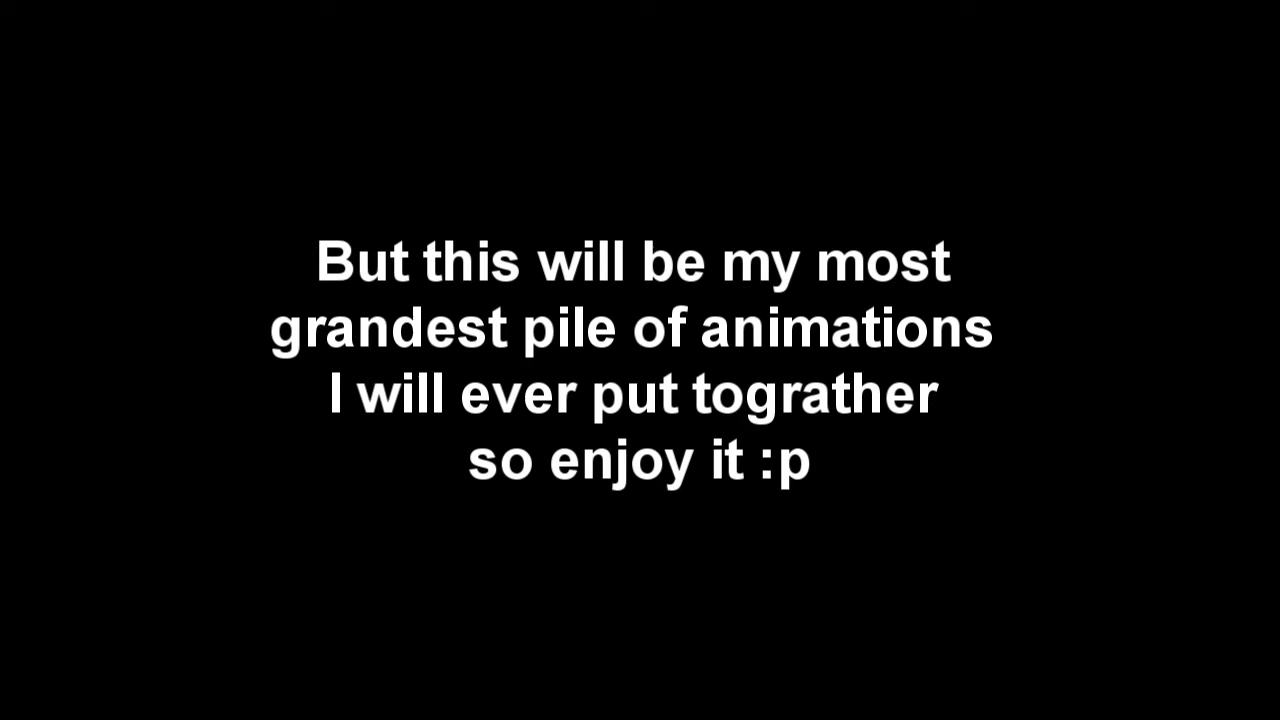 But this will be my most
grandest pile of animations
I will ever put tograther
so enjoy it :p